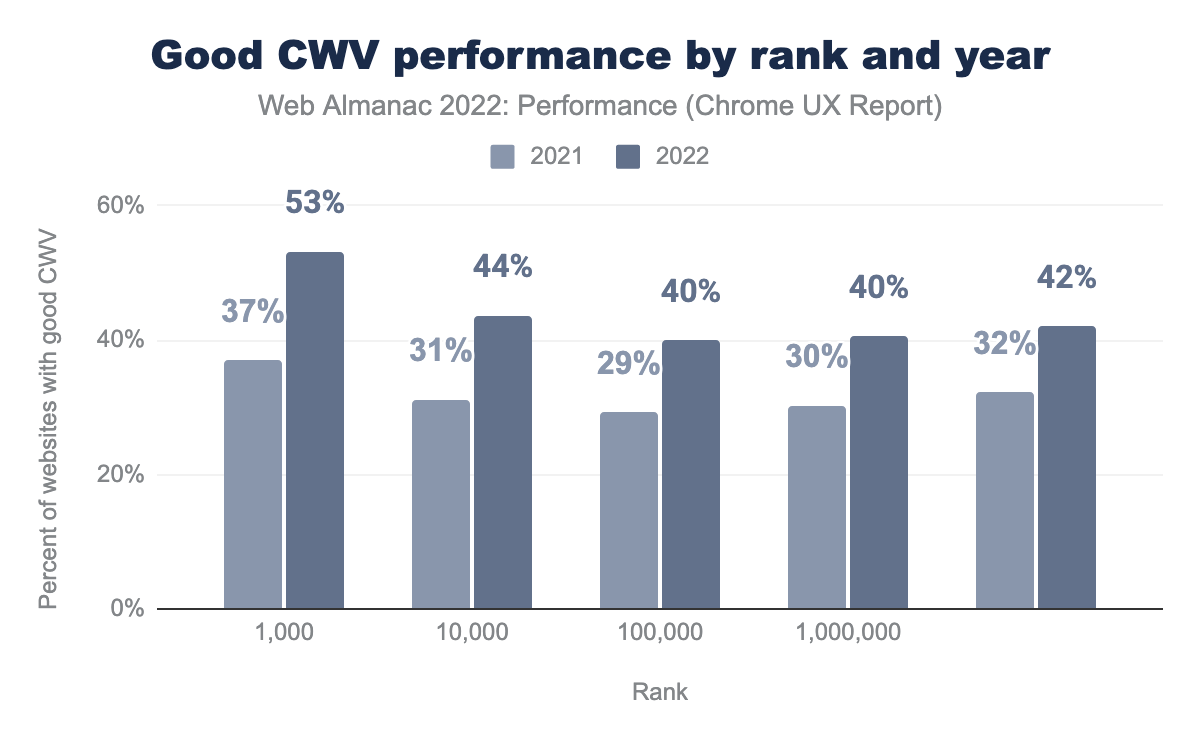 Good CWV performance by rank and year
Web Almanac 2022: Performance (Chrome UX Report)
2021 2022
Percent of websites with good CWV
60%
40%
20%
0%
37% 53%
31% 44%
29% 40%
30% 40%
32% 42%
1,000 10,000 100,000 1,000,000
Rank